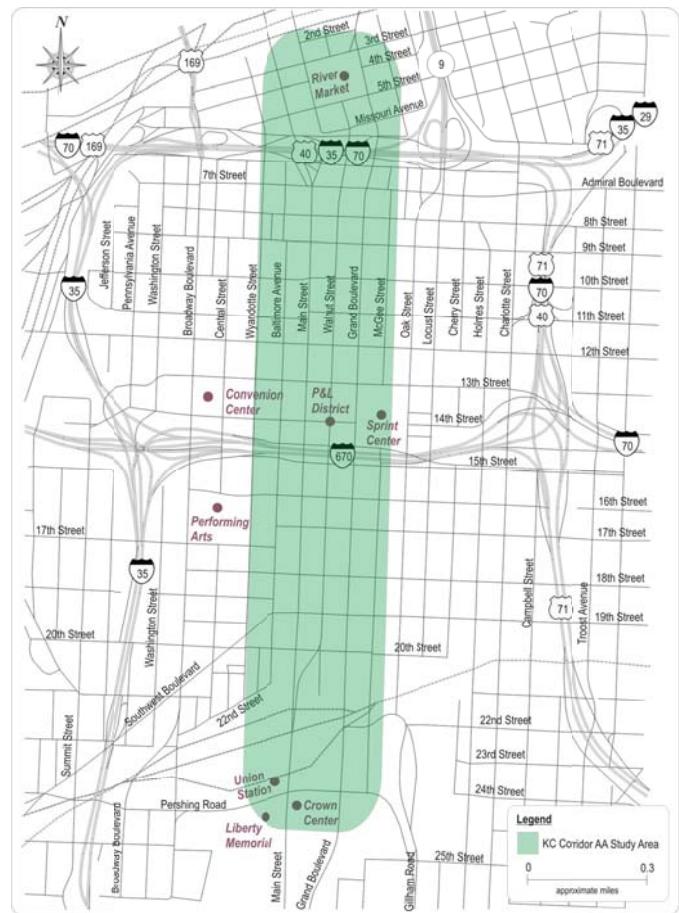 N
2nd Street
3rd Street
4th Street
5th Street
Missouri Avenue
River
Market
169
9
70
169
40
35
70
71
35
29
7th Street
Admiral Boulevard
8th Street
9th Street
10th Street
11th Street
12th Street
71
70
40
35
Jefferson Street
Pennsylvania Avenue
Washington Street
Broadway Boulevard
Central Street
Wyandotte Street
Baltimore Avenue
Main Street
Walnut Street
Grand Boulevard
McGee Street
Oak Street
Locust Street
Cherry Street
Holmes Street
Charlotte Street
13th Street
14th Street
Convenion
Center
P&L
District
Sprint
Center
670
70
15th Street
16th Street
17th Street
17th Street
Performing
Arts
35
Washington Street
18th Street
19th Street
Campbell Street
71
Troost Avenue
20th Street
20th Street
Southwest Boulevard
22nd Street
22nd Street
23rd Street
24th Street
Summit Street
Union
Station
Pershing Road
Crown
Center
Liberty
Memorial
Broadway Boulevard
Main Street
Grand Boulevard
Gillham Road
25th Street
Legend
KC Corridor AA Study Area
0
0.3
approximate miles